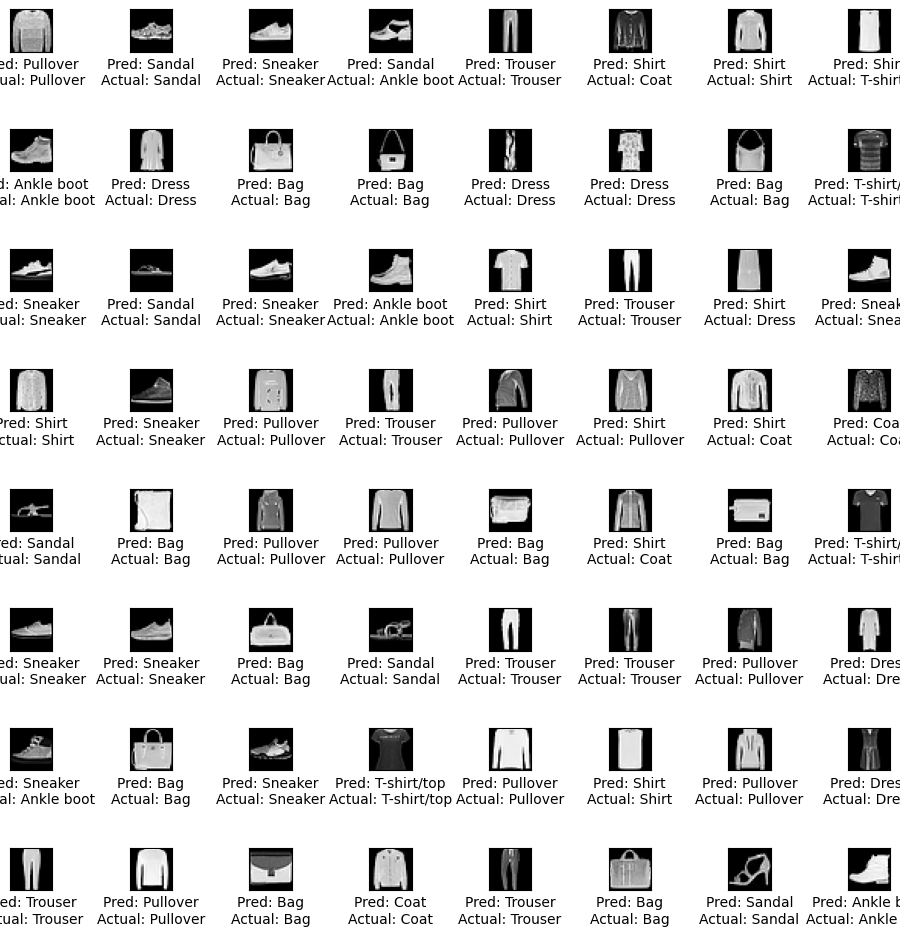 ed: Pullover Pred: Sandal Pred: Sneaker Pred: Sandal Pred: Trouser Pred: Shirt Pred: Shirt Pred: Shir
ual: Pullover Actual: Sandal Actual: Sneaker Actual: Ankle boot Actual: Trouser Actual: Coat Actual: Shirt Actual: T-shirt
d: Ankle boot Pred: Dress Pred: Bag Pred: Bag Pred: Dress Pred: Dress Pred: Bag Pred: T-shirt/
al: Ankle boot Actual: Dress Actual: Bag Actual: Bag Actual: Dress Actual: Dress Actual: Bag Actual: T-shirt
ed: Sneaker Pred: Sandal Pred: Sneaker Pred: Ankle boot Pred: Shirt Pred: Trouser Pred: Shirt Pred: Sneak
ual: Sneaker Actual: Sandal Actual: Sneaker Actual: Ankle boot Actual: Shirt Actual: Trouser Actual: Dress Actual: Snea
Pred: Shirt Pred: Sneaker Pred: Pullover Pred: Trouser Pred: Pullover Pred: Shirt Pred: Shirt Pred: Coa
ctual: Shirt Actual: Sneaker Actual: Pullover Actual: Trouser Actual: Pullover Actual: Pullover Actual: Coat Actual: Coa
red: Sandal Pred: Bag Pred: Pullover Pred: Pullover Pred: Bag Pred: Shirt Pred: Bag Pred: T-shirt/
tual: Sandal Actual: Bag Actual: Pullover Actual: Pullover Actual: Bag Actual: Coat Actual: Bag Actual: T-shirt
ed: Sneaker Pred: Sneaker Pred: Bag Pred: Sandal Pred: Trouser Pred: Trouser Pred: Pullover Pred: Dres
ual: Sneaker Actual: Sneaker Actual: Bag Actual: Sandal Actual: Trouser Actual: Trouser Actual: Pullover Actual: Dre
ed: Sneaker Pred: Bag Pred: Sneaker Pred: T-shirt/top Pred: Pullover Pred: Shirt Pred: Pullover Pred: Dres
al: Ankle boot Actual: Bag Actual: Sneaker Actual: T-shirt/top Actual: Pullover Actual: Shirt Actual: Pullover Actual: Dre
ed: Trouser Pred: Pullover Pred: Bag Pred: Coat Pred: Trouser Pred: Bag Pred: Sandal Pred: Ankle b
tual: Trouser Actual: Pullover Actual: Bag Actual: Coat Actual: Trouser Actual: Bag Actual: Sandal Actual: Ankle